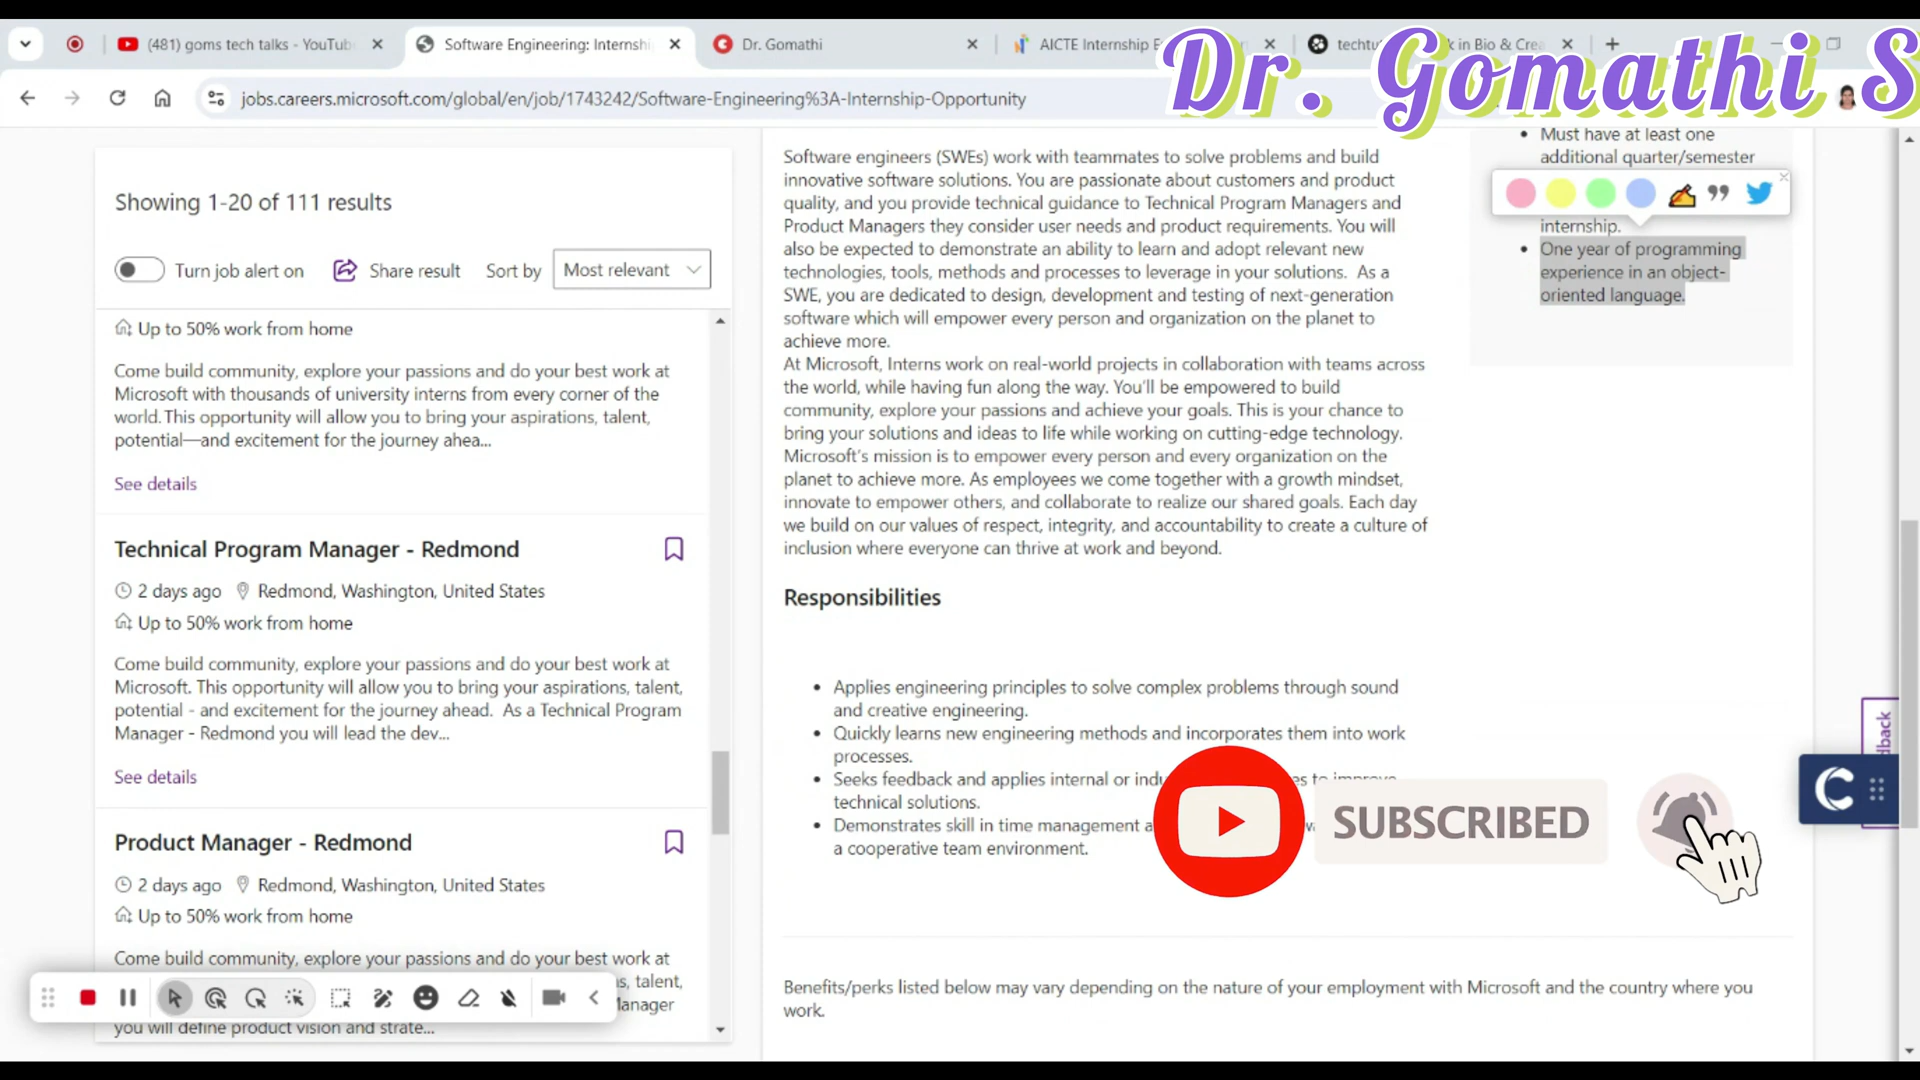 (481) goms tech talks - YouTub
Software Engineering: Internshi
Dr. Gomathi
AICTE Internship
techtu
k in Bio & Crea
Dr. Gomathi S
jobs.careers.microsoft.com/global/en/job/1743242/Software-Engineering%3A-Internship-Opportunity
Showing 1-20 of 111 results
Turn job alert on
Share result
Sort by
Most relevant
Up to 50% work from home
Come build community, explore your passions and do your best work at
Microsoft with thousands of university interns from every corner of the
world.This opportunity will allow you to bring your aspirations, talent,
potential—and excitement for the journey ahea...
See details
Technical Program Manager - Redmond
2 days ago
Redmond, Washington, United States
Up to 50% work from home
Come build community, explore your passions and do your best work at
Microsoft. This opportunity will allow you to bring your aspirations, talent,
potential - and excitement for the journey ahead. As a Technical Program
Manager - Redmond you will lead the dev...
See details
Product Manager - Redmond
2 days ago
Redmond, Washington, United States
Up to 50% work from home
Come build community, explore your passions and do your best work at
s, talent,
Manager
you will define product vision and strate...
Software engineers (SWEs) work with teammates to solve problems and build
innovative software solutions. You are passionate about customers and product
quality, and you provide technical guidance to Technical Program Managers and
Product Managers they consider user needs and product requirements. You will
also be expected to demonstrate an ability to learn and adopt relevant new
technologies, tools, methods and processes to leverage in your solutions. As a
SWE, you are dedicated to design, development and testing of next-generation
software which will empower every person and organization on the planet to
achieve more.
At Microsoft, Interns work on real-world projects in collaboration with teams across
the world, while having fun along the way. You'll be empowered to build
community, explore your passions and achieve your goals. This is your chance to
bring your solutions and ideas to life while working on cutting-edge technology.
Microsoft's mission is to empower every person and every organization on the
planet to achieve more. As employees we come together with a growth mindset,
innovate to empower others, and collaborate to realize our shared goals. Each day
we build on our values of respect, integrity, and accountability to create a culture of
inclusion where everyone can thrive at work and beyond.
Responsibilities
• Applies engineering principles to solve complex problems through sound
and creative engineering.
• Quickly learns new engineering methods and incorporates them into work
processes.
• Seeks feedback and applies internal or indu
es to improve
technical solutions.
• Demonstrates skill in time management a
a cooperative team environment.
SUBSCRIBED
Benefits/perks listed below may vary depending on the nature of your employment with Microsoft and the country where you
work.
• Must have at least one
additional quarter/semester
internship.
• One year of programming
experience in an object-
oriented language.
dback